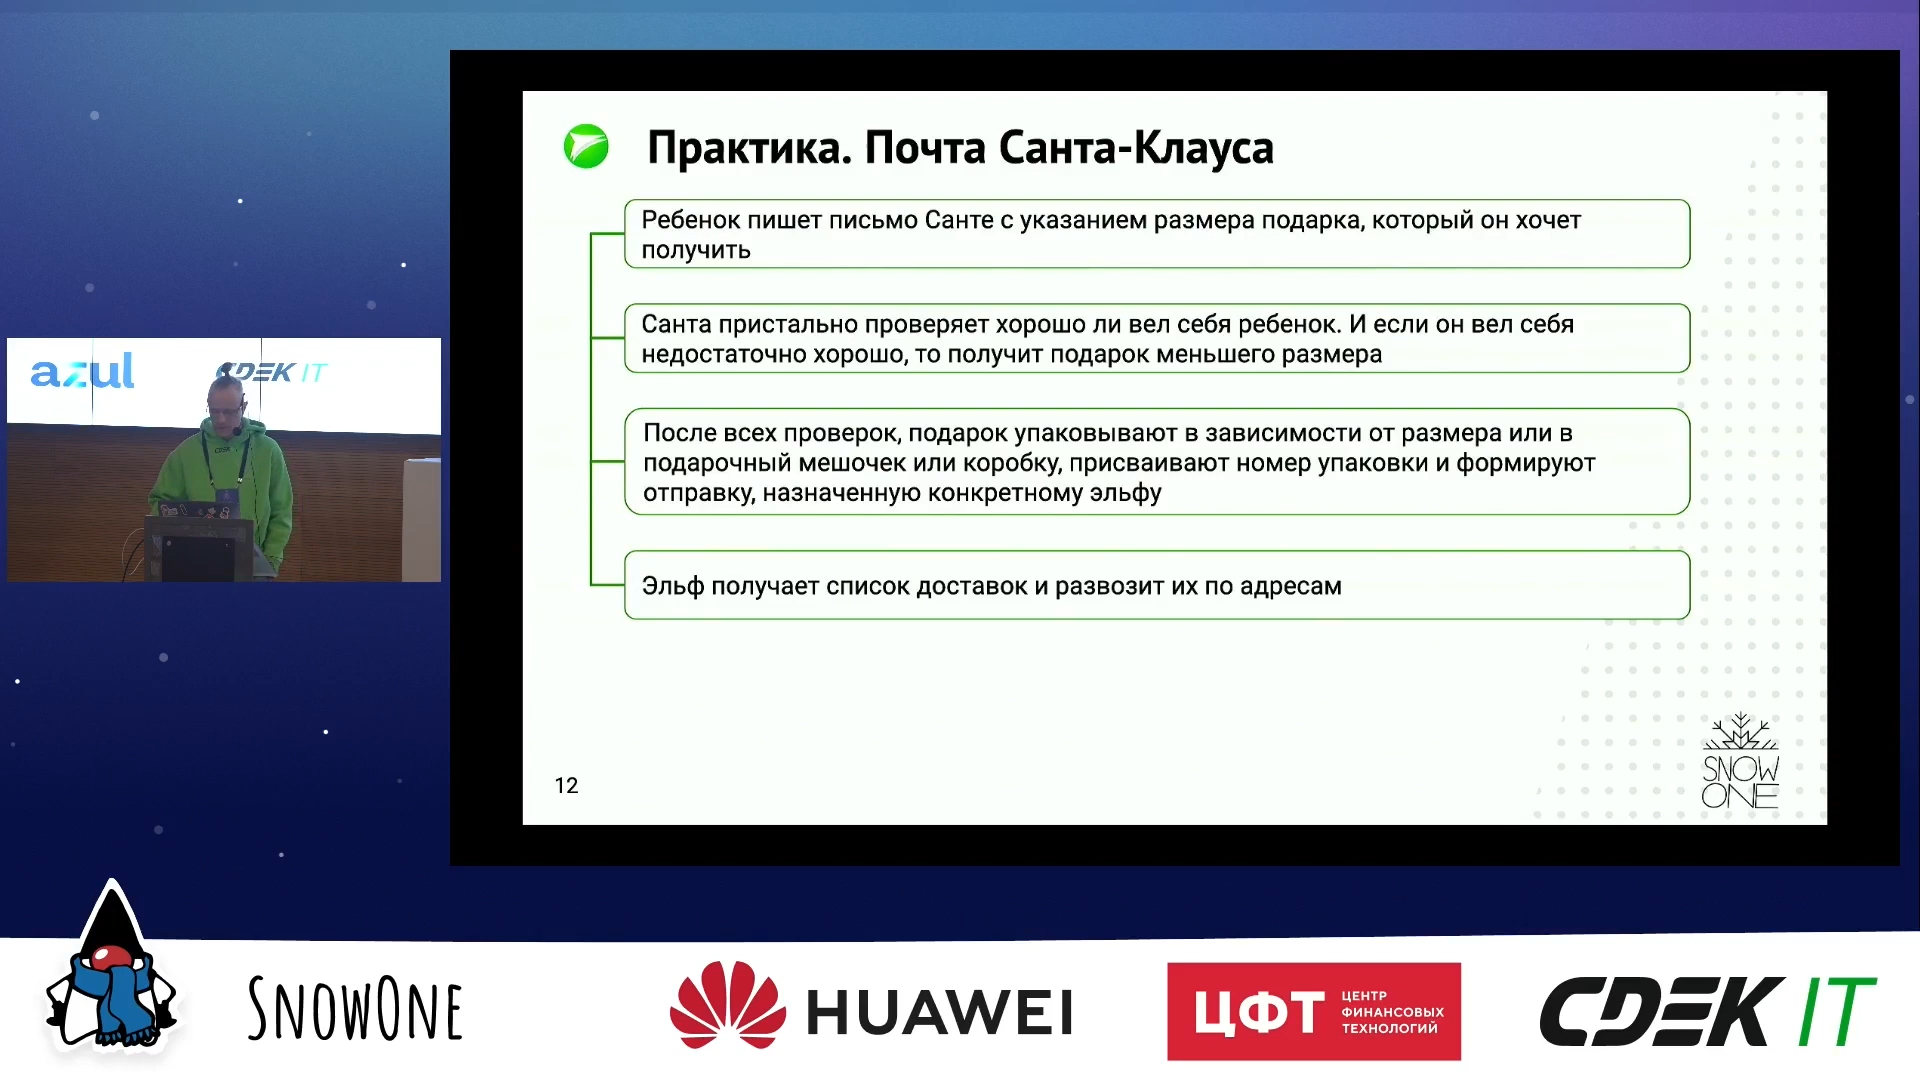 Практика. Почта Санта-Клауса
Ребенок пишет письмо Санте с указанием размера подарка, который он хочет
получить
Санта пристально проверяет хорошо ли вел себя ребенок. И если он вел себя
недостаточно хорошо, то получит подарок меньшего размера
После всех проверок, подарок упаковывают в зависимости от размера или в
подарочный мешочек или коробку, присваивают номер упаковки и формируют
отправку, назначенную конкретному эльфу
Эльф получает список доставок и развозит их по адресам
12
SNOW
ONE
azul
CDEK IT
SNOWONE
HUAWEI
ЦФТ
ЦЕНТР
ФИНАНСОВЫХ
ТЕХНОЛОГИЙ
CDEK IT